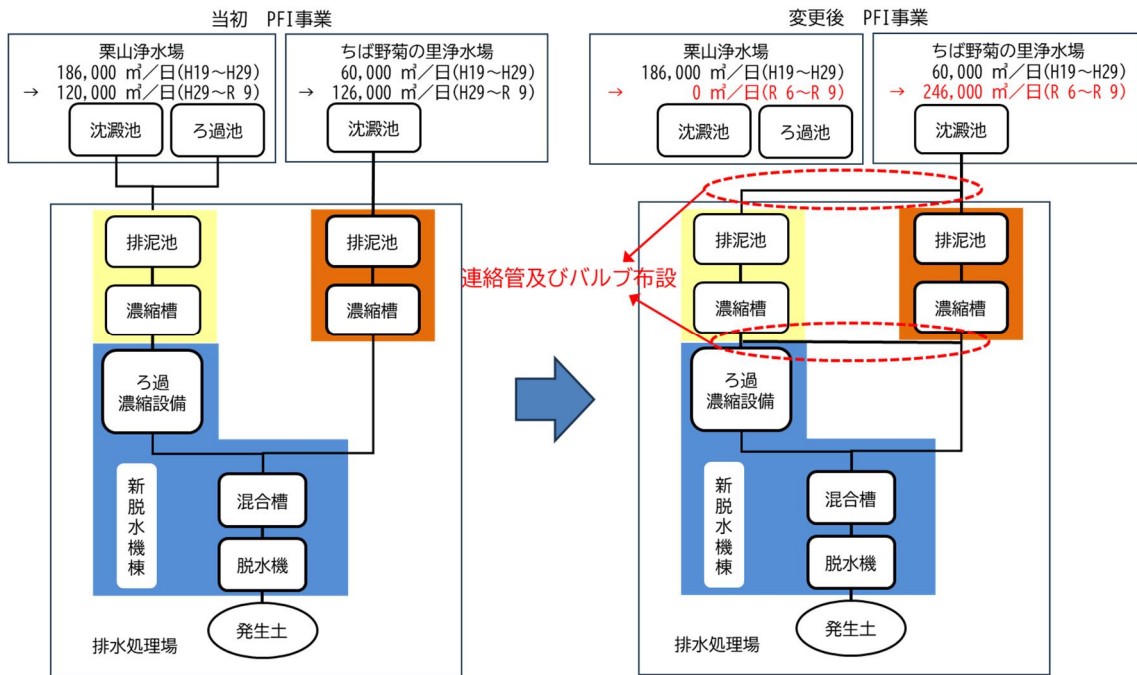 当初 PFI事業
栗山浄水場
186,000 ㎥／日(H19～H29)
→ 120,000 ㎥／日(H29～R 9)
沈澱池
ろ過池
ちば野菊の里浄水場
60,000 ㎥／日(H19～H29)
→ 126,000 ㎥／日(H29～R 9)
沈澱池
排泥池
濃縮槽
ろ過
濃縮設備
排泥池
濃縮槽
新脱水機棟
混合槽
脱水機
発生土
排水処理場
連絡管及びバルブ布設
変更後 PFI事業
栗山浄水場
186,000 ㎥／日(H19～H29)
→ 0 ㎥／日(R 6～R 9)
沈澱池
ろ過池
ちば野菊の里浄水場
60,000 ㎥／日(H19～H29)
→ 246,000 ㎥／日(R 6～R 9)
沈澱池
排泥池
濃縮槽
ろ過
濃縮設備
排泥池
濃縮槽
新脱水機棟
混合槽
脱水機
発生土
排水処理場